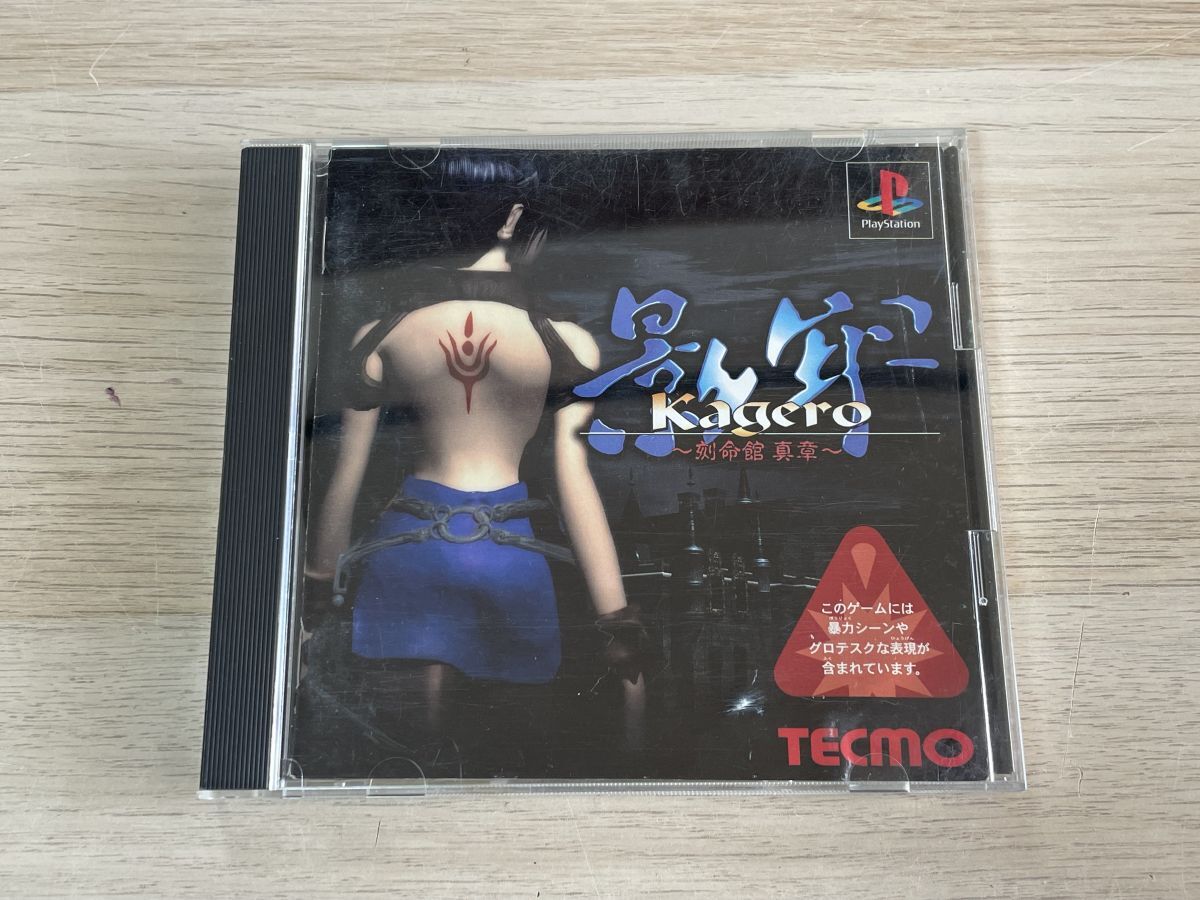 PlayStation
影牢
Kagero
～刻命館 真章～
このゲームには
暴力シーンや
グロテスクな表現が
含まれています。
TECMO